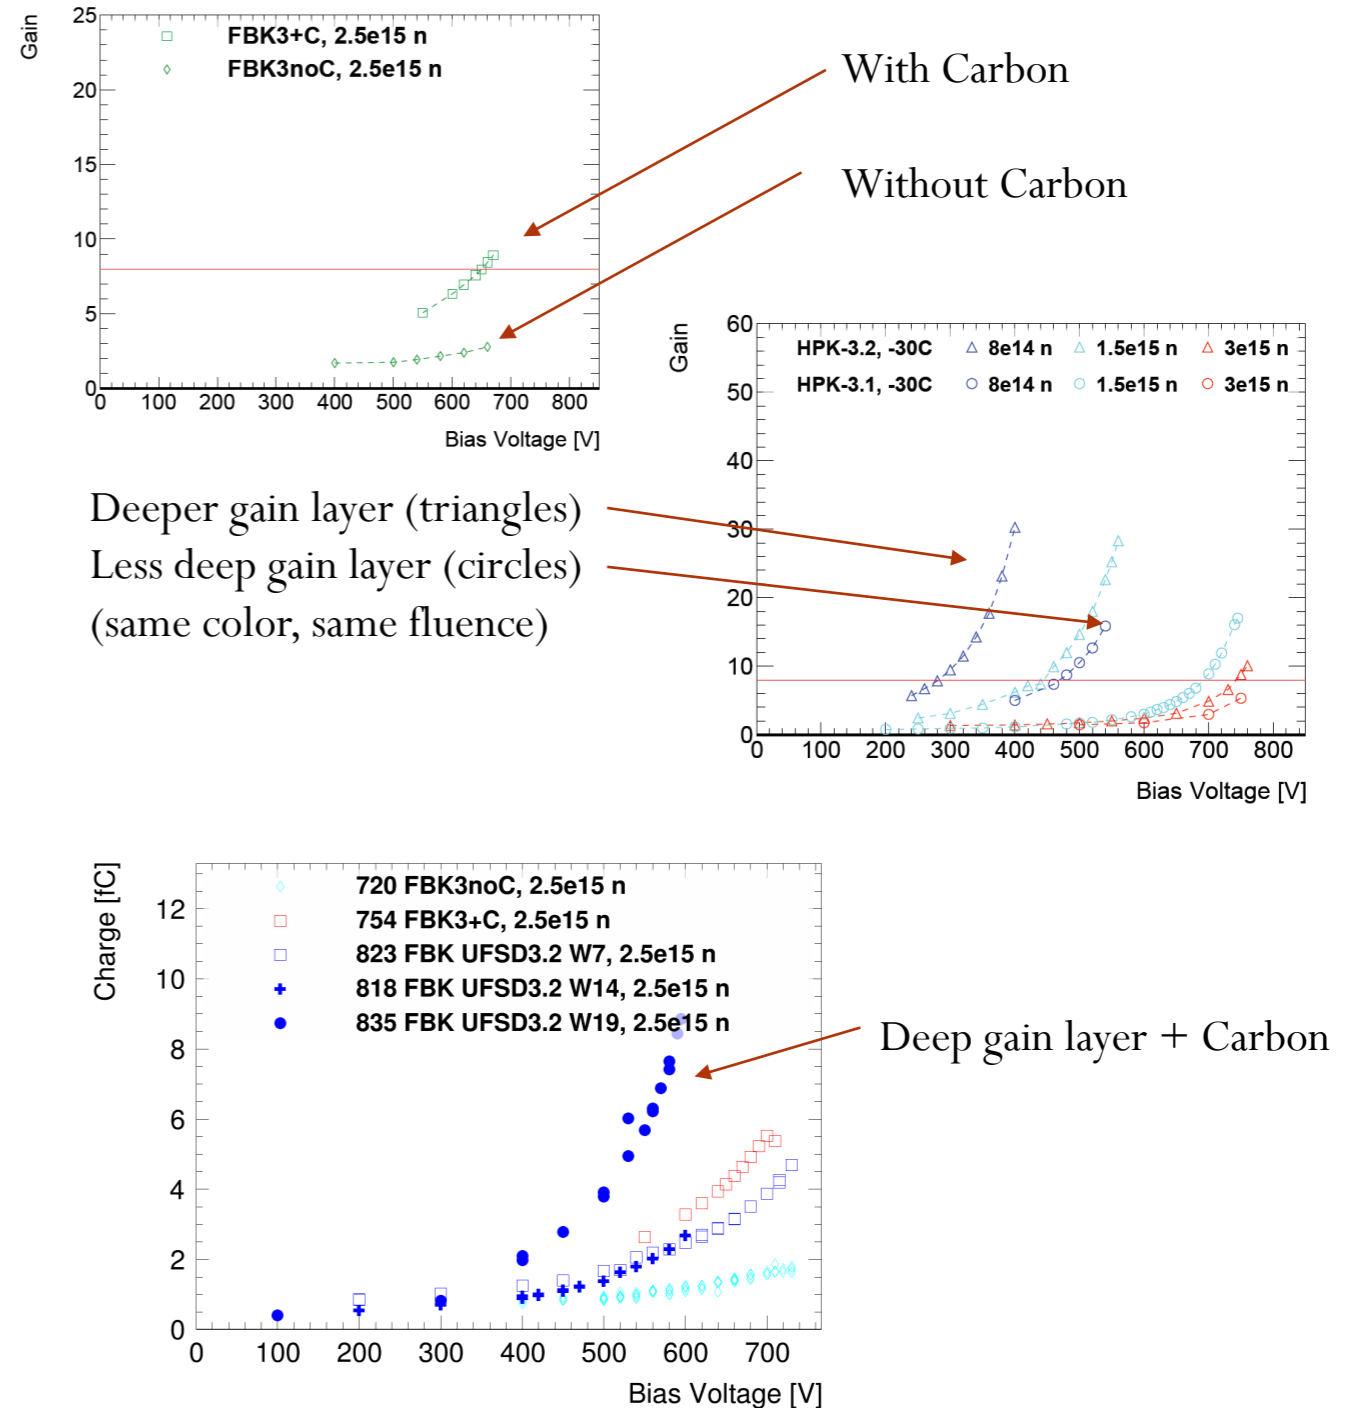 Gain
25
20
15
10
5
0
FBK3+C, 2.5e15 n
FBK3noC, 2.5e15 n
0 100 200 300 400 500 600 700 800
Bias Voltage [V]
With Carbon
Without Carbon
Gain
60
50
40
30
20
10
0
HPK-3.2, -30C 8e14 n 1.5e15 n 3e15 n
HPK-3.1, -30C 8e14 n 1.5e15 n 3e15 n
0 100 200 300 400 500 600 700 800
Bias Voltage [V]
Deeper gain layer (triangles)
Less deep gain layer (circles)
(same color, same fluence)
Charge [fC]
12
10
8
6
4
2
0
720 FBK3noC, 2.5e15 n
754 FBK3+C, 2.5e15 n
823 FBK UFSD3.2 W7, 2.5e15 n
818 FBK UFSD3.2 W14, 2.5e15 n
835 FBK UFSD3.2 W19, 2.5e15 n
0 100 200 300 400 500 600 700
Bias Voltage [V]
Deep gain layer + Carbon